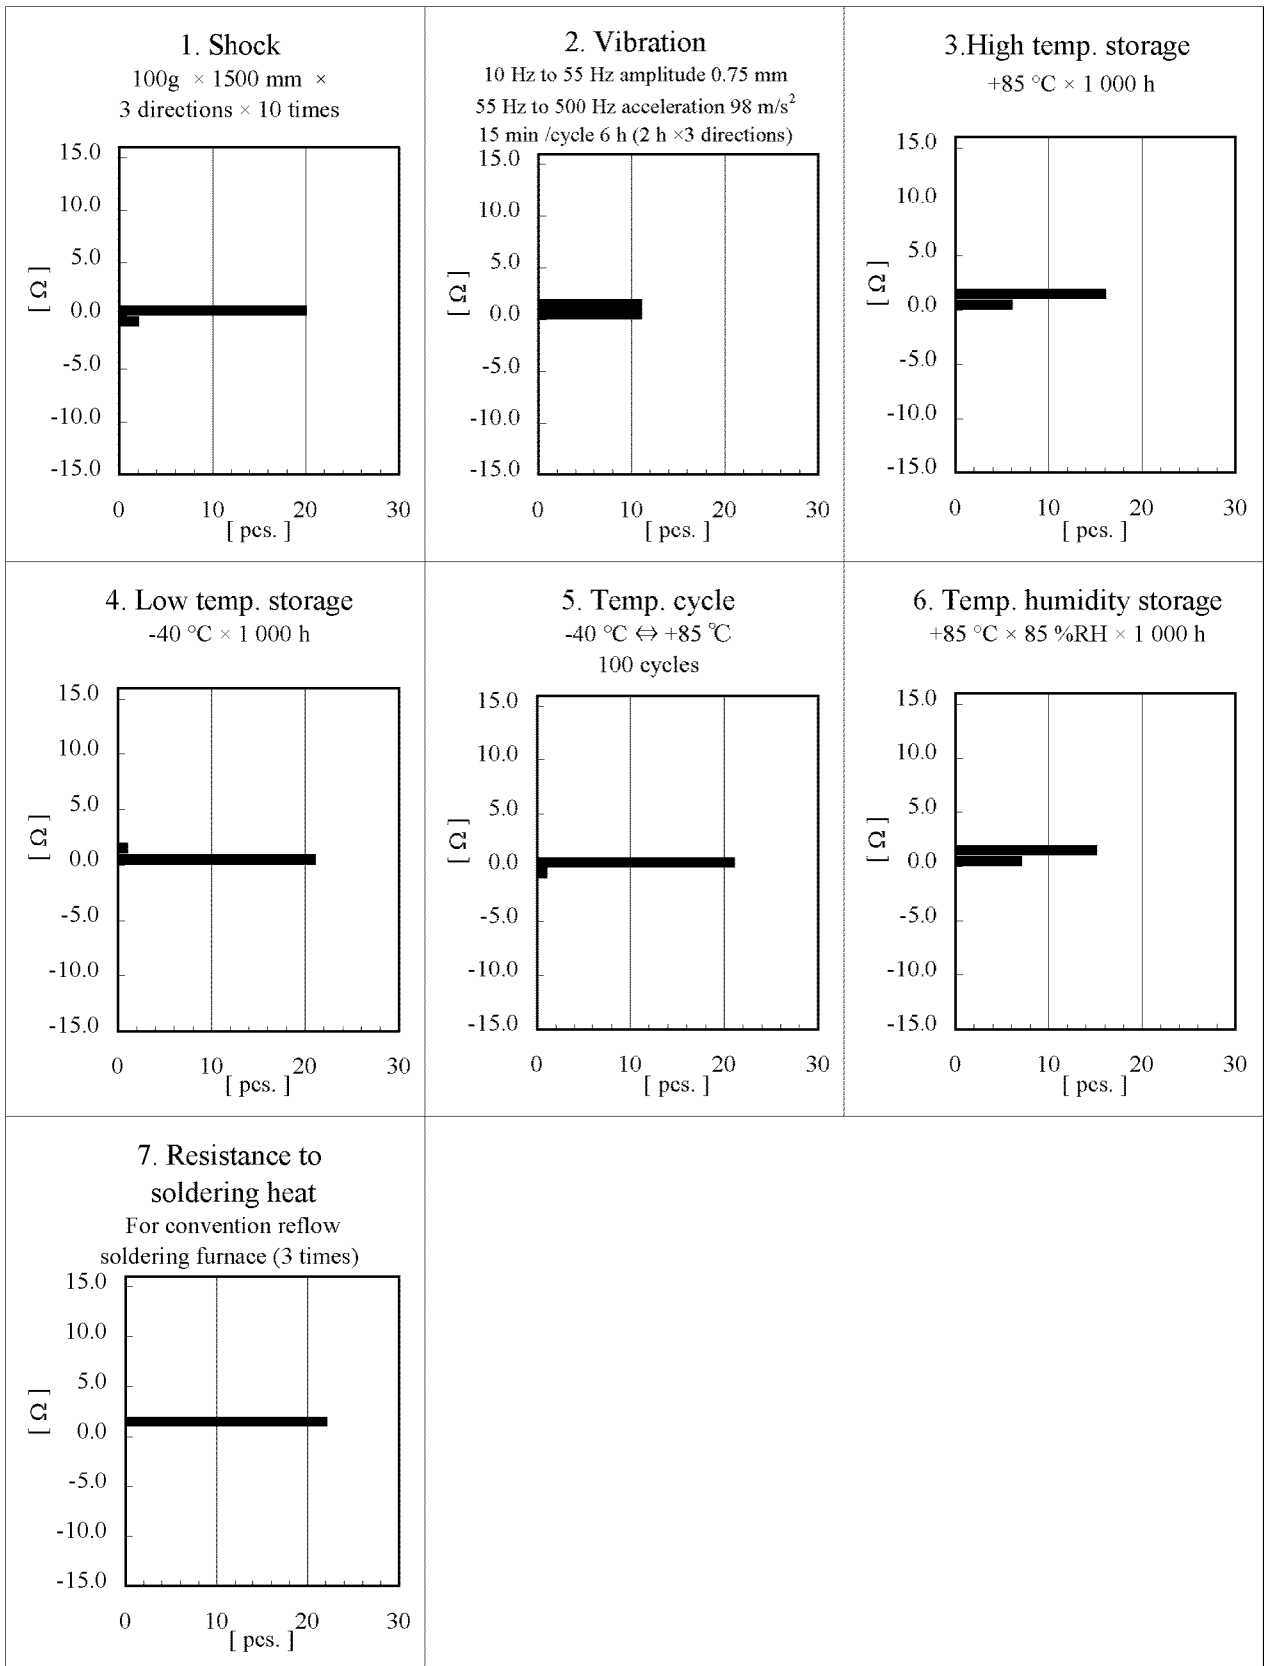 1. Shock
100g × 1500 mm ×
3 directions × 10 times
15.0
10.0
5.0
[ Ω ]
0.0
-5.0
-10.0
-15.0
0 10 20 30
[ pcs. ]
2. Vibration
10 Hz to 55 Hz amplitude 0.75 mm
55 Hz to 500 Hz acceleration 98 m/s²
15 min /cycle 6 h (2 h ×3 directions)
15.0
10.0
5.0
[ Ω ]
0.0
-5.0
-10.0
-15.0
0 10 20 30
[ pcs. ]
3.High temp. storage
+85 °C × 1 000 h
15.0
10.0
5.0
[ Ω ]
0.0
-5.0
-10.0
-15.0
0 10 20 30
[ pcs. ]
4. Low temp. storage
-40 °C × 1 000 h
15.0
10.0
5.0
[ Ω ]
0.0
-5.0
-10.0
-15.0
0 10 20 30
[ pcs. ]
5. Temp. cycle
-40 °C ⇔ +85 °C
100 cycles
15.0
10.0
5.0
[ Ω ]
0.0
-5.0
-10.0
-15.0
0 10 20 30
[ pcs. ]
6. Temp. humidity storage
+85 °C × 85 %RH × 1 000 h
15.0
10.0
5.0
[ Ω ]
0.0
-5.0
-10.0
-15.0
0 10 20 30
[ pcs. ]
7. Resistance to
soldering heat
For convention reflow
soldering furnace (3 times)
15.0
10.0
5.0
[ Ω ]
0.0
-5.0
-10.0
-15.0
0 10 20 30
[ pcs. ]